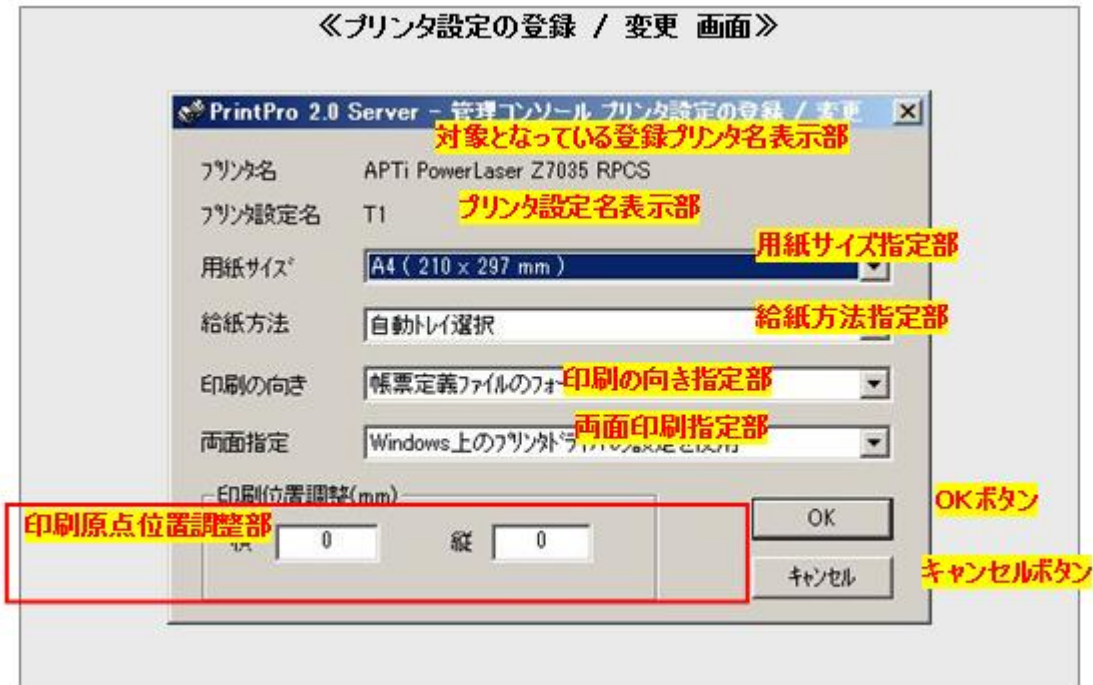 ≪プリンタ設定の登録 / 変更 画面≫
PrintPro 2.0 Server - 管理コンソール プリンタ設定の登録 / 変更
対象となっている登録プリンタ名表示部
プリンタ名 APTi PowerLaser Z7035 RPCS
プリンタ設定名 T1 プリンタ設定名表示部
用紙サイズ指定部
用紙サイズ A4 ( 210 x 297 mm )
給紙方法 自動トレイ選択 給紙方法指定部
印刷の向き 帳票定義ファイルのフォー 印刷の向き指定部
両面印刷指定部
両面指定 Windows上のプリンタドライバの設定を使用
印刷位置調整(mm)
OKボタン
印刷原点位置調整部
横 0 縦 0 OK
キャンセル キャンセルボタン